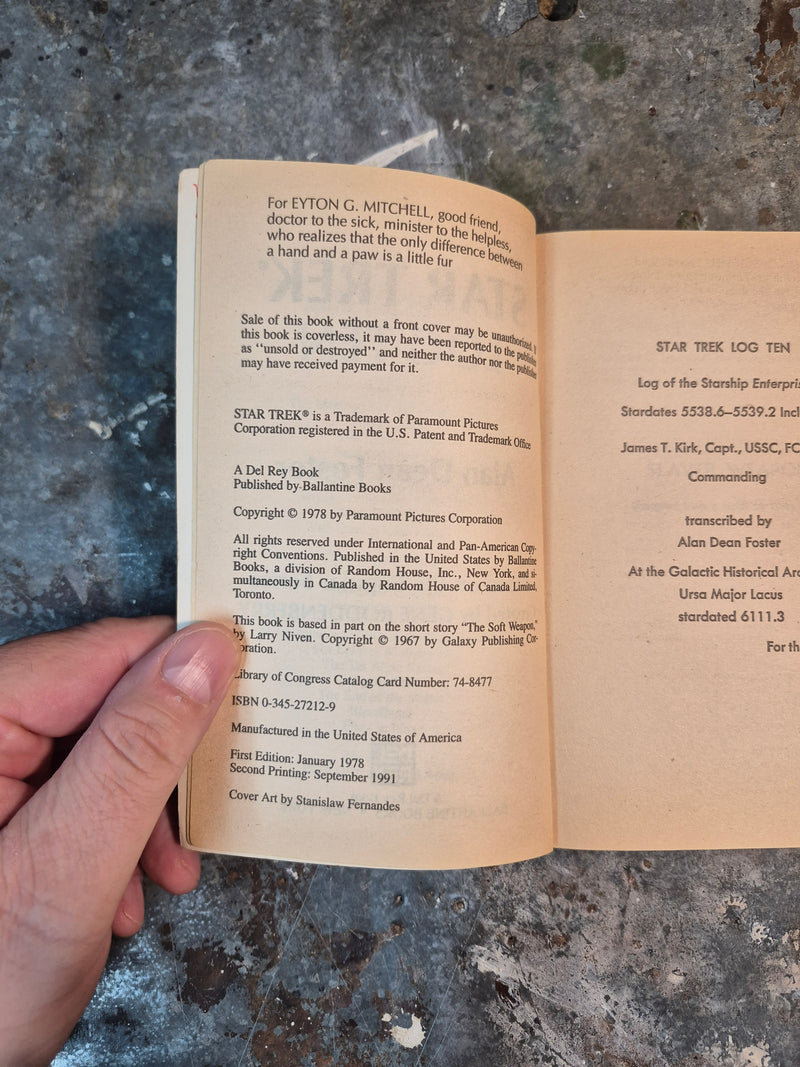 For EYTON G. MITCHELL, good friend,
doctor to the sick, minister to the helpless,
who realizes that the only difference between
a hand and a paw is a little fur
Sale of this book without a front cover may be unauthorized.
this book is coverless, it may have been reported to the publisher
as "unsold or destroyed" and neither the author nor the publisher
may have received payment for it.
STAR TREK® is a Trademark of Paramount Pictures
Corporation registered in the U.S. Patent and Trademark Office
A Del Rey Book
Published by Ballantine Books
Copyright © 1978 by Paramount Pictures Corporation
All rights reserved under International and Pan-American Copy-
right Conventions. Published in the United States by Ballantine
Books, a division of Random House, Inc., New York, and si-
multaneously in Canada by Random House of Canada Limited,
Toronto.
This book is based in part on the short story "The Soft Weapon,"
by Larry Niven. Copyright © 1967 by Galaxy Publishing Cor-
poration.
Library of Congress Catalog Card Number: 74-8477
ISBN 0-345-27212-9
Manufactured in the United States of America
First Edition: January 1978
Second Printing: September 1991
Cover Art by Stanislaw Fernandes
STAR TREK LOG TEN
Log of the Starship Enterpris
Stardates 5538.6–5539.2 Incl
James T. Kirk, Capt., USSC, FC
Commanding
transcribed by
Alan Dean Foster
At the Galactic Historical Arc
Ursa Major Lacus
stardated 6111.3
For th